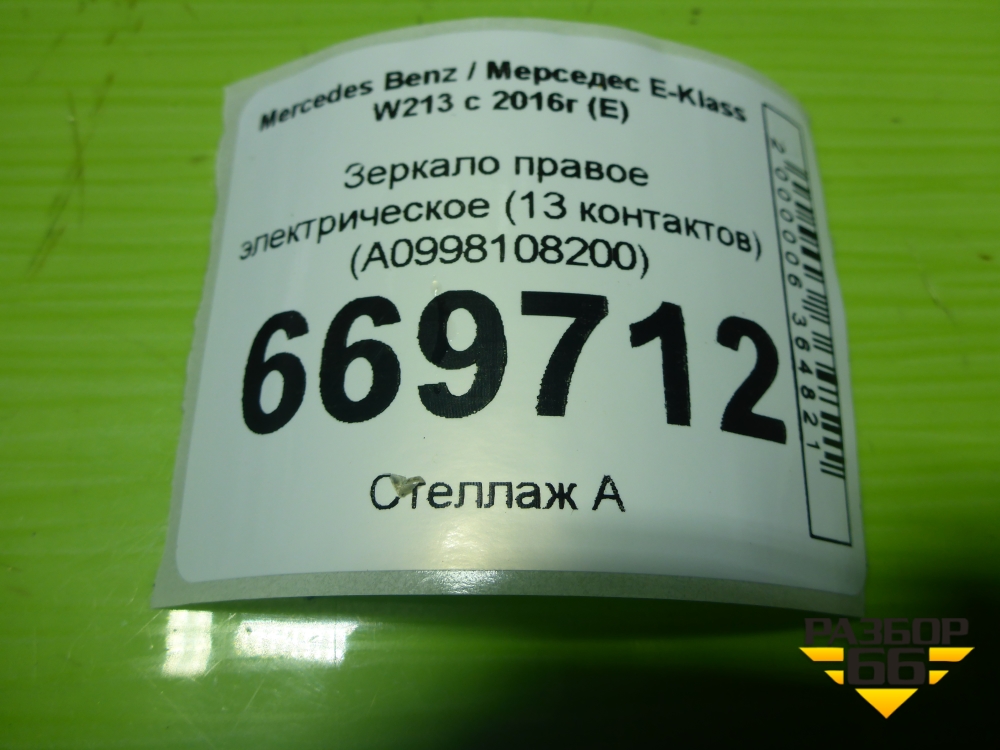 Mercedes Benz / Мерседес E-Klass
W213 с 2016г (E)
Зеркало правое
электрическое (13 контактов)
(A0998108200)
669712
Стеллаж А
2000006364821
РАЗБОР
66